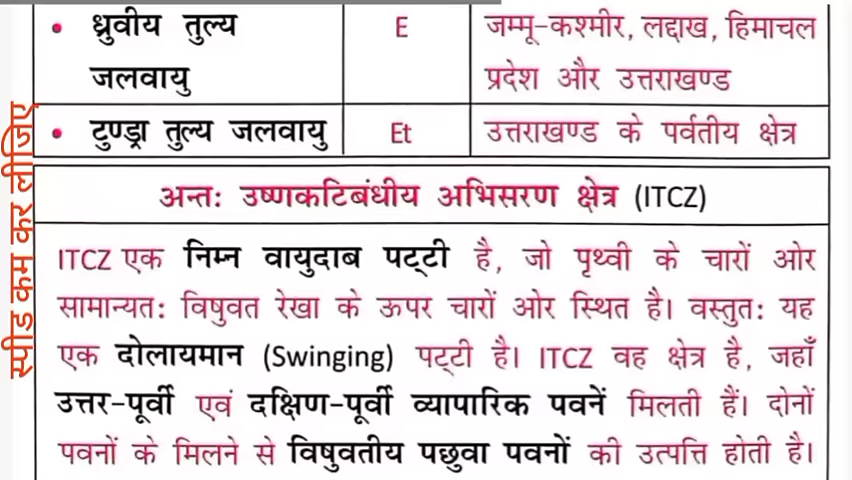 • ध्रुवीय तुल्य जलवायु E जम्मू-कश्मीर, लद्दाख, हिमाचल प्रदेश और उत्तराखण्ड
• टुण्ड्रा तुल्य जलवायु Et उत्तराखण्ड के पर्वतीय क्षेत्र
अन्तः उष्णकटिबंधीय अभिसरण क्षेत्र (ITCZ)
ITCZ एक निम्न वायुदाब पट्टी है, जो पृथ्वी के चारों ओर
सामान्यतः विषुवत रेखा के ऊपर चारों ओर स्थित है। वस्तुतः यह
एक दोलायमान (Swinging) पट्टी है। ITCZ वह क्षेत्र है, जहाँ
उत्तर-पूर्वी एवं दक्षिण-पूर्वी व्यापारिक पवनें मिलती हैं। दोनों
पवनों के मिलने से विषुवतीय पछुवा पवनों की उत्पत्ति होती है।
स्पीड कम कर लीजिए